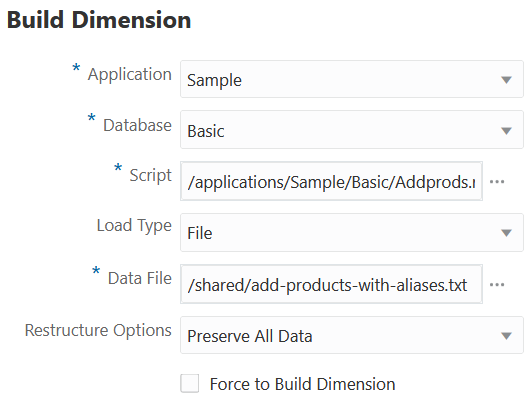 Build Dimension
* Application Sample
* Database Basic
* Script /applications/Sample/Basic/Addprods.r
Load Type File
* Data File /shared/add-products-with-aliases.txt
Restructure Options Preserve All Data
Force to Build Dimension